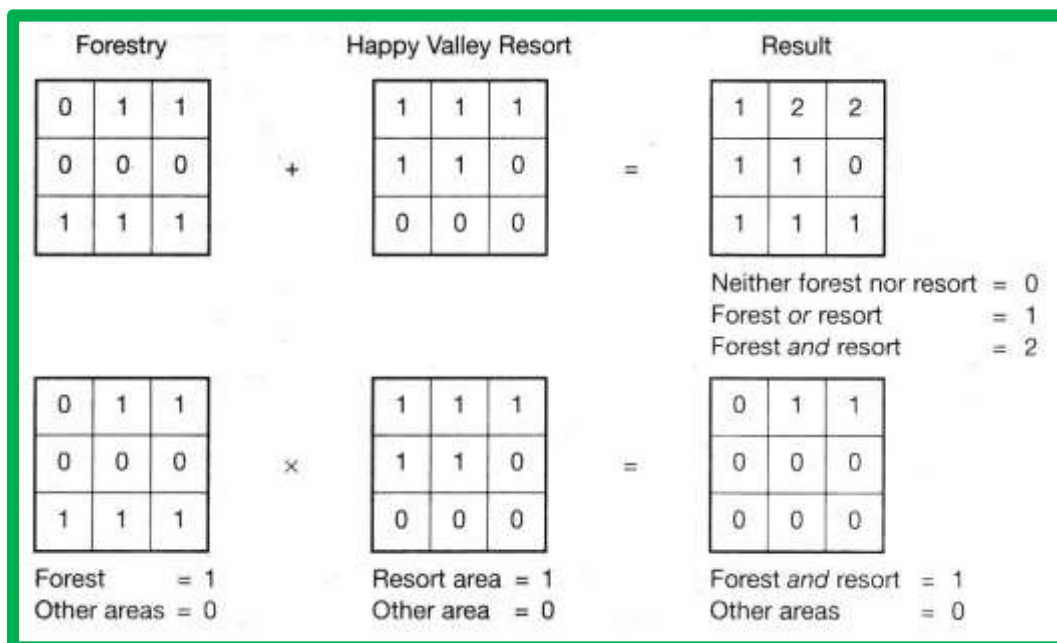 Forestry Happy Valley Resort Result
0 1 1 1 1 1 1 2 2
0 0 0 + 1 1 0 = 1 1 0
1 1 1 0 0 0 1 1 1
Neither forest nor resort = 0
Forest or resort = 1
Forest and resort = 2
0 1 1 1 1 1 0 1 1
0 0 0 × 1 1 0 = 0 0 0
1 1 1 0 0 0 0 0 0
Forest = 1 Resort area = 1 Forest and resort = 1
Other areas = 0 Other area = 0 Other areas = 0